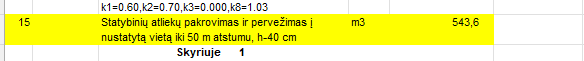 k1=0.60,k2=0.70,k3=0.000,k8=1.03
15 Statybinių atliekų pakrovimas ir pervežimas į m3 543,6
nustatytą vietą iki 50 m atstumu, h-40 cm
Skyriuje 1